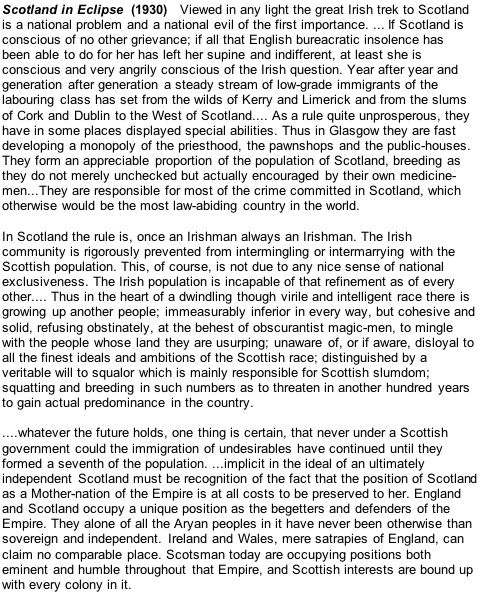 Scotland in Eclipse (1930) Viewed in any light the great Irish trek to Scotland
is a national problem and a national evil of the first importance. ... If Scotland is
conscious of no other grievance; if all that English bureacratic insolence has
been able to do for her has left her supine and indifferent, at least she is
conscious and very angrily conscious of the Irish question. Year after year and
generation after generation a steady stream of low-grade immigrants of the
labouring class has set from the wilds of Kerry and Limerick and from the slums
of Cork and Dublin to the West of Scotland.... As a rule quite unprosperous, they
have in some places displayed special abilities. Thus in Glasgow they are fast
developing a monopoly of the priesthood, the pawnshops and the public-houses.
They form an appreciable proportion of the population of Scotland, breeding as
they do not merely unchecked but actually encouraged by their own medicine-
men...They are responsible for most of the crime committed in Scotland, which
otherwise would be the most law-abiding country in the world.

In Scotland the rule is, once an Irishman always an Irishman. The Irish
community is rigorously prevented from intermingling or intermarrying with the
Scottish population. This, of course, is not due to any nice sense of national
exclusiveness. The Irish population is incapable of that refinement as of every
other.... Thus in the heart of a dwindling though virile and intelligent race there is
growing up another people; immeasurably inferior in every way, but cohesive and
solid, refusing obstinately, at the behest of obscurantist magic-men, to mingle
with the people whose land they are usurping; unaware of, or if aware, disloyal to
all the finest ideals and ambitions of the Scottish race; distinguished by a
veritable will to squalor which is mainly responsible for Scottish slumdom;
squatting and breeding in such numbers as to threaten in another hundred years
to gain actual predominance in the country.

....whatever the future holds, one thing is certain, that never under a Scottish
government could the immigration of undesirables have continued until they
formed a seventh of the population. ...implicit in the ideal of an ultimately
independent Scotland must be recognition of the fact that the position of Scotland
as a Mother-nation of the Empire is at all costs to be preserved to her. England
and Scotland occupy a unique position as the begetters and defenders of the
Empire. They alone of all the Aryan peoples in it have never been otherwise than
sovereign and independent. Ireland and Wales, mere satrapies of England, can
claim no comparable place. Scotsman today are occupying positions both
eminent and humble throughout that Empire, and Scottish interests are bound up
with every colony in it.